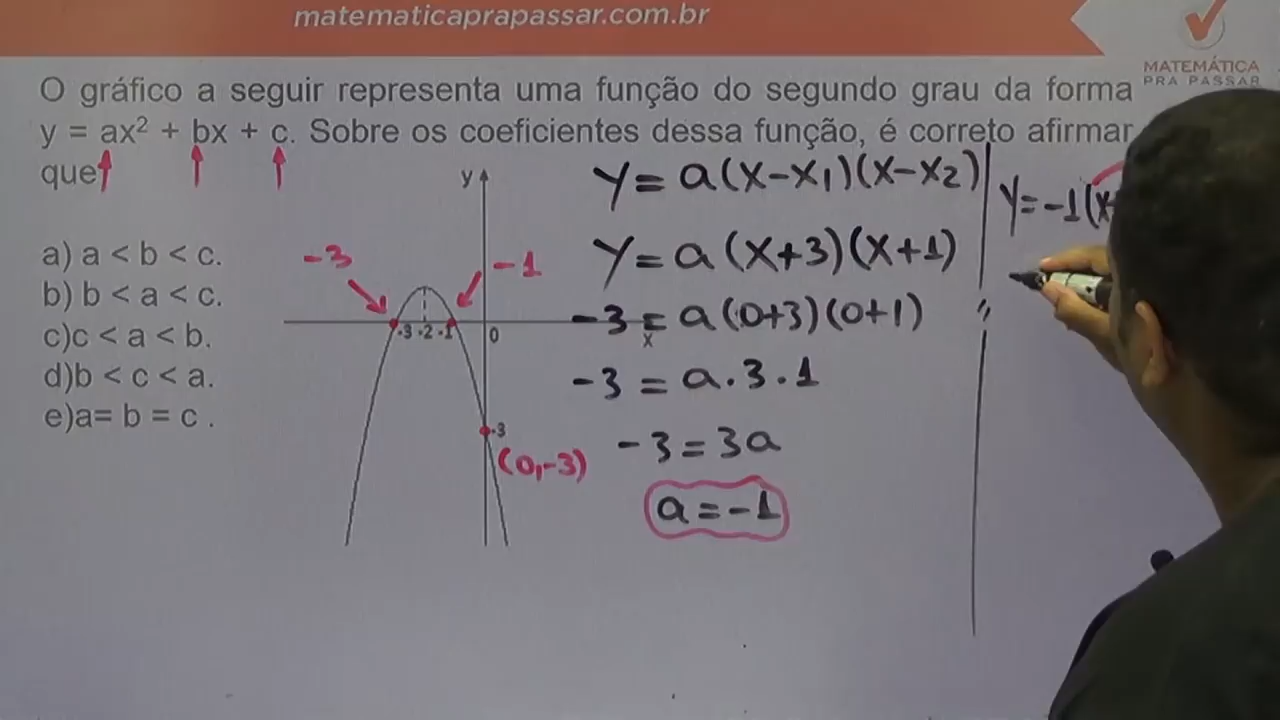 matematicaprapassar.com.br
MATEMÁTICA
PRA PASSAR
O gráfico a seguir representa uma função do segundo grau da forma
y = ax² + bx + c. Sobre os coeficientes dessa função, é correto afirmar
que
a) a < b < c.
b) b < a < c.
c)c < a < b.
d)b < c < a.
e)a= b = c .
y
-3
-1
-3 -2 -1 0
x
-3
(0,-3)
Y = a(x-x₁)(x-x₂)
Y = a(x+3)(x+1)
-3 = a(0+3)(0+1)
-3 = a.3.1
-3 = 3a
a = -1
Y = -1(x